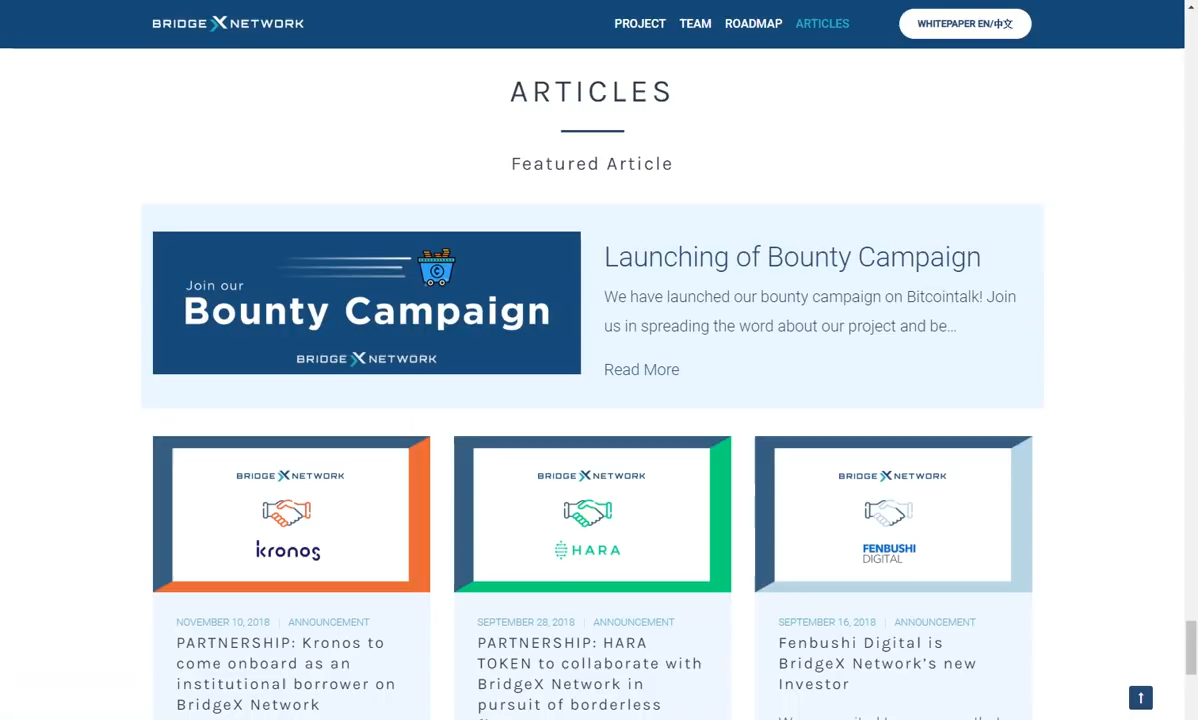 BRIDGE X NETWORK
PROJECT TEAM ROADMAP ARTICLES
WHITEPAPER EN/中文
ARTICLES
Featured Article
Join our
Bounty Campaign
BRIDGE X NETWORK
Launching of Bounty Campaign
We have launched our bounty campaign on Bitcointalk! Join
us in spreading the word about our project and be...
Read More
BRIDGE X NETWORK
kronos
NOVEMBER 10, 2018 | ANNOUNCEMENT
PARTNERSHIP: Kronos to
come onboard as an
institutional borrower on
BridgeX Network
BRIDGE X NETWORK
HARA
SEPTEMBER 28, 2018 | ANNOUNCEMENT
PARTNERSHIP: HARA
TOKEN to collaborate with
BridgeX Network in
pursuit of borderless
BRIDGE X NETWORK
FENBUSHI
DIGITAL
SEPTEMBER 16, 2018 | ANNOUNCEMENT
Fenbushi Digital is
BridgeX Network's new
Investor